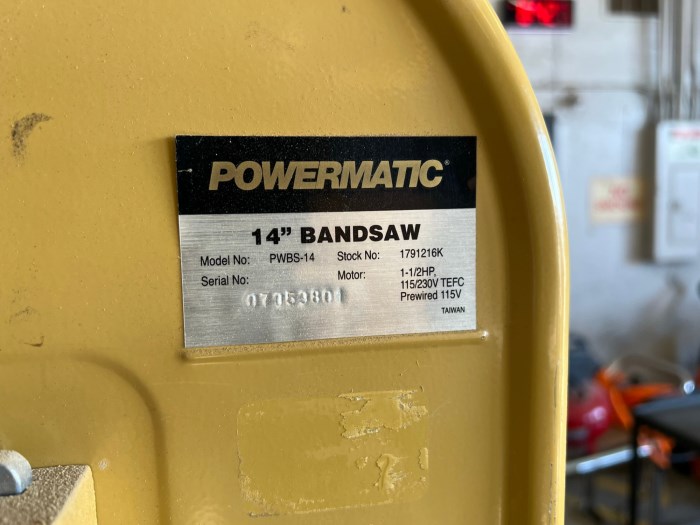 POWERMATIC®
14” BANDSAW
Model No: PWBS-14 Stock No: 1791216K
Serial No: Motor: 1-1/2HP,
115/230V TEFC
Prewired 115V
TAIWAN